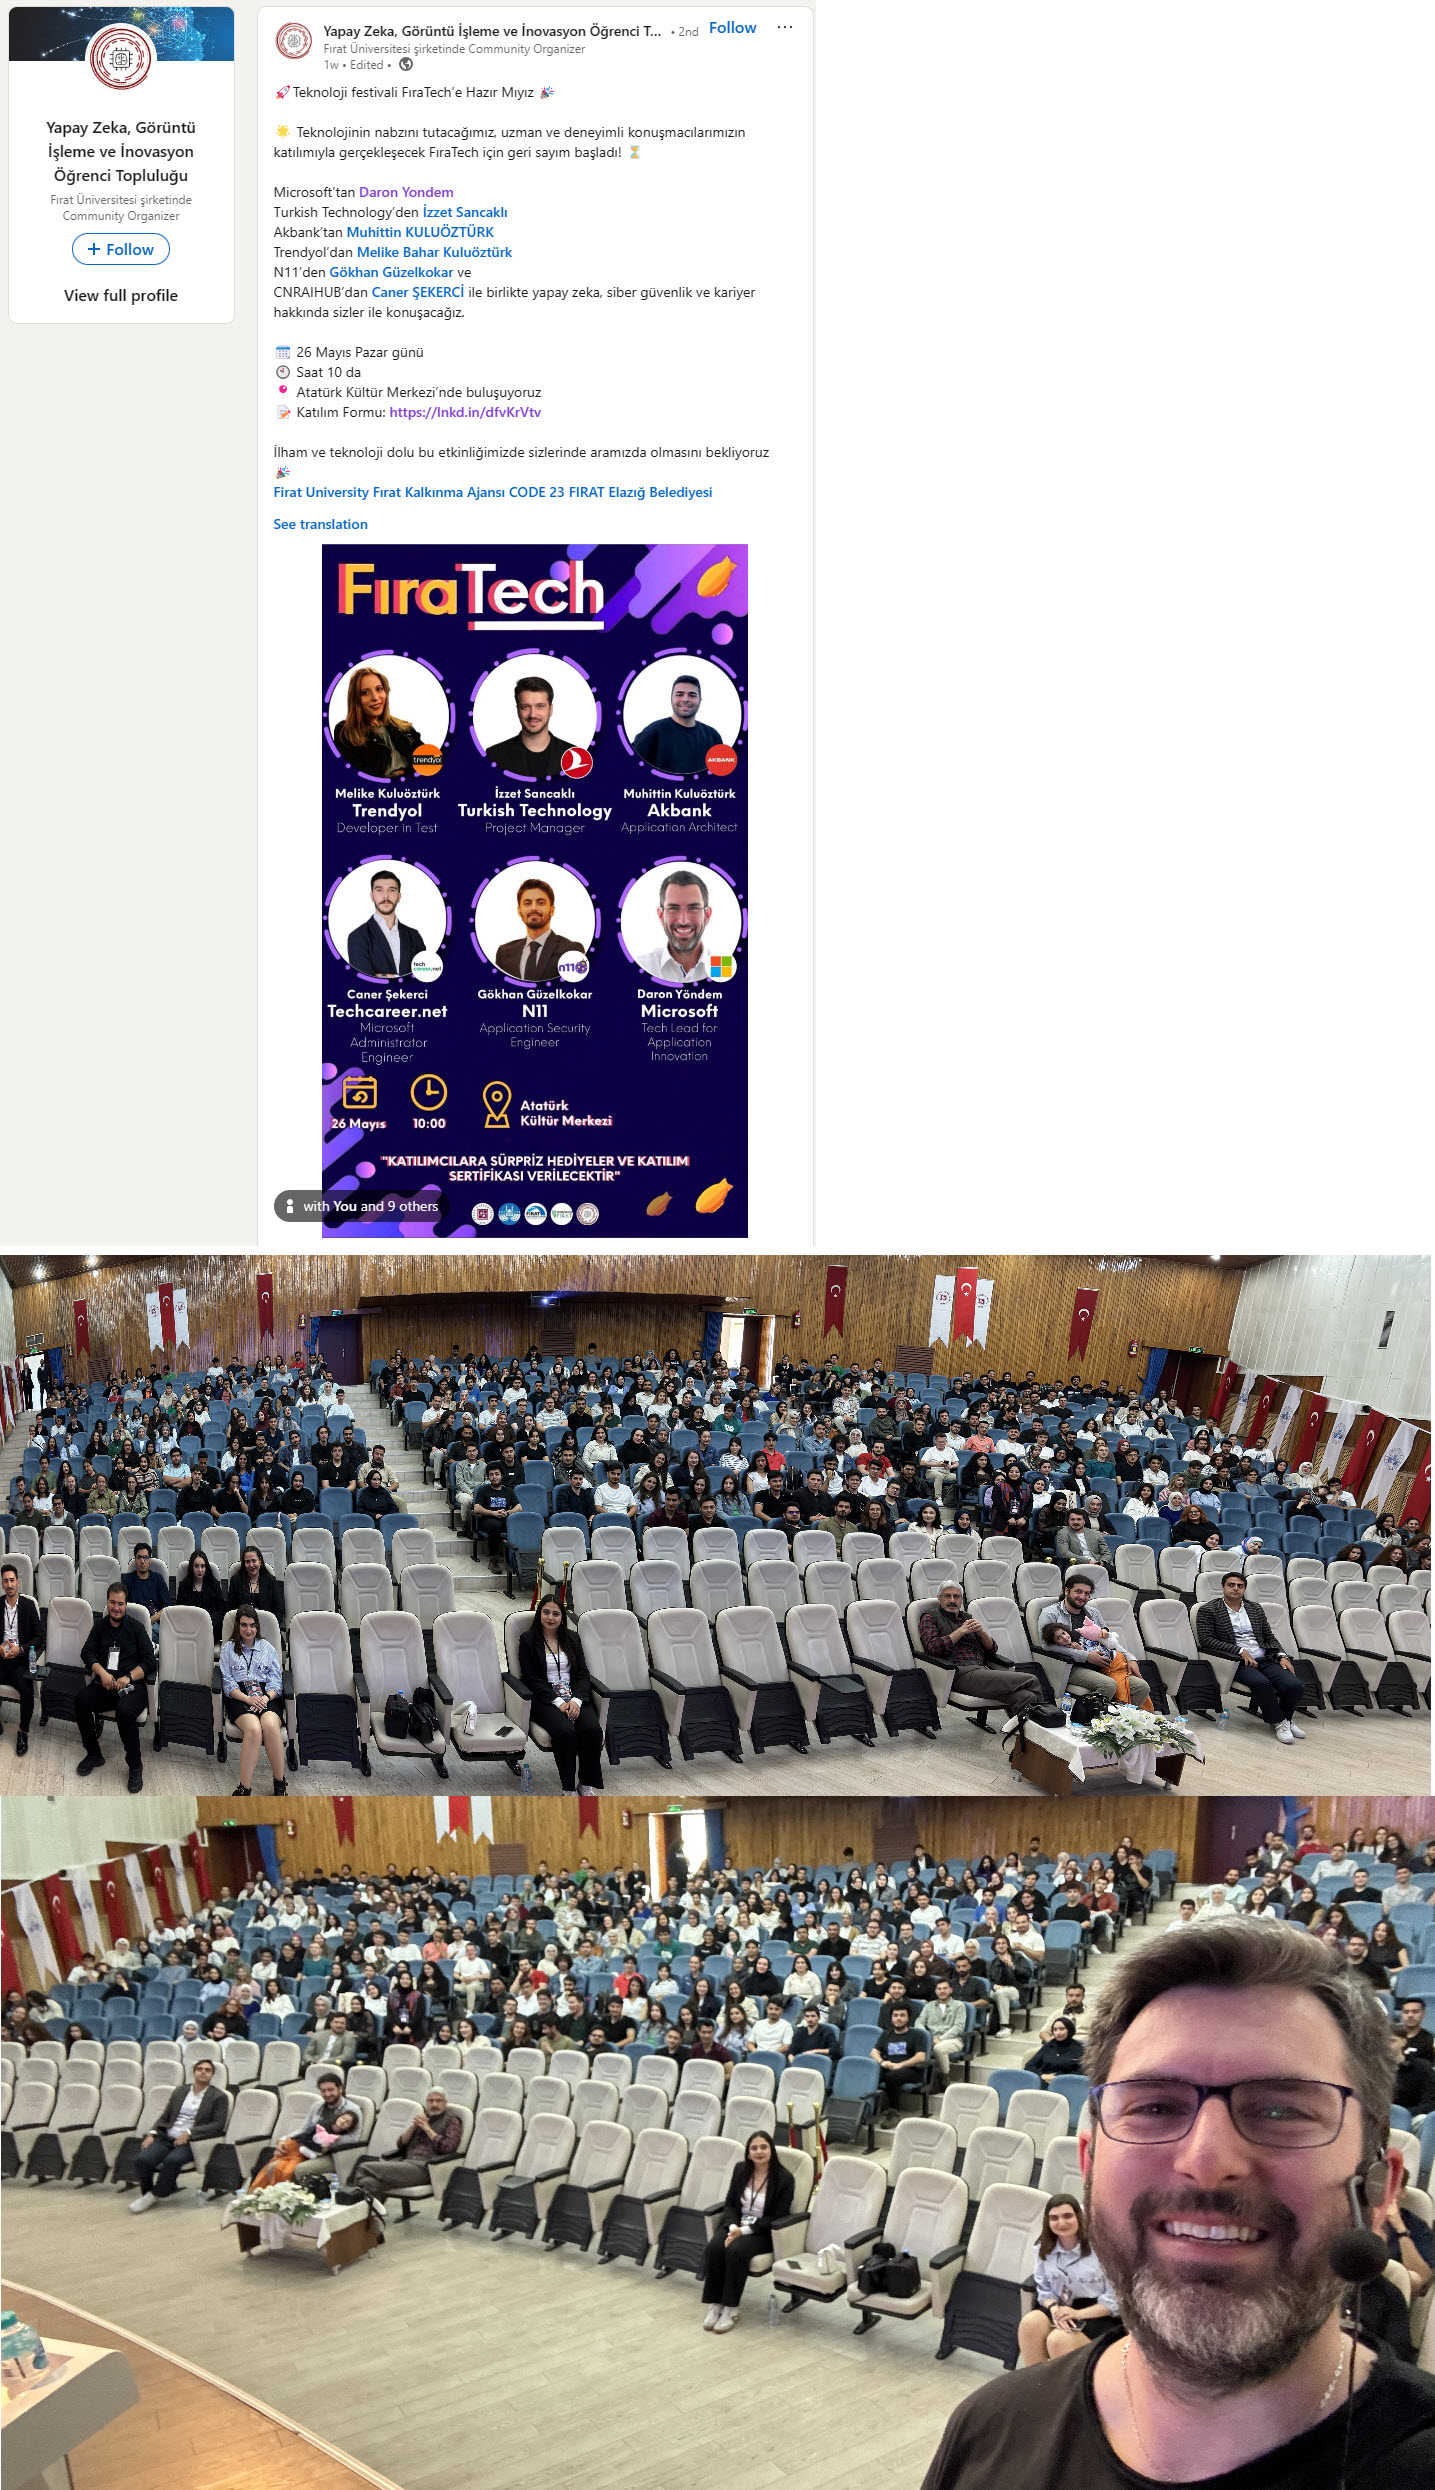 Yapay Zeka, Görüntü
İşleme ve İnovasyon
Öğrenci Topluluğu
Fırat Üniversitesi şirketinde
Community Organizer
+ Follow
View full profile
Yapay Zeka, Görüntü İşleme ve İnovasyon Öğrenci T... • 2nd Follow ...
Fırat Üniversitesi şirketinde Community Organizer
1w • Edited •
🚀Teknoloji festivali FıraTech'e Hazır Mıyız 🎉
🌟 Teknolojinin nabzını tutacağımız, uzman ve deneyimli konuşmacılarımızın
katılımıyla gerçekleşecek FıraTech için geri sayım başladı! ⏳
Microsoft'tan Daron Yondem
Turkish Technology'den İzzet Sancaklı
Akbank'tan Muhittin KULUÖZTÜRK
Trendyol'dan Melike Bahar Kuluöztürk
N11'den Gökhan Güzelkokar ve
CNRAIHUB'dan Caner ŞEKERCİ ile birlikte yapay zeka, siber güvenlik ve kariyer
hakkında sizler ile konuşacağız.
🗓️ 26 Mayıs Pazar günü
🕙 Saat 10 da
📍 Atatürk Kültür Merkezi'nde buluşuyoruz
📝 Katılım Formu: https://lnkd.in/dfvKrVtv
İlham ve teknoloji dolu bu etkinliğimizde sizlerinde aramızda olmasını bekliyoruz
🎉
Firat University Fırat Kalkınma Ajansı CODE 23 FIRAT Elazığ Belediyesi
See translation
FıraTech
trendyol
AKBANK
Melike Kuluöztürk
Trendyol
Developer in Test
İzzet Sancaklı
Turkish Technology
Project Manager
Muhittin Kuluöztürk
Akbank
Application Architect
tech
career.net
n11
Caner Şekerci
Techcareer.net
Microsoft
Administrator
Engineer
Gökhan Güzelkokar
N11
Application Security
Engineer
Daron Yöndem
Microsoft
Tech Lead for
Application
Innovation
26 Mayıs
10:00
Atatürk
Kültür Merkezi
"KATILIMCILARA SÜRPRİZ HEDİYELER VE KATILIM
SERTİFİKASI VERİLECEKTİR"
with You and 9 others